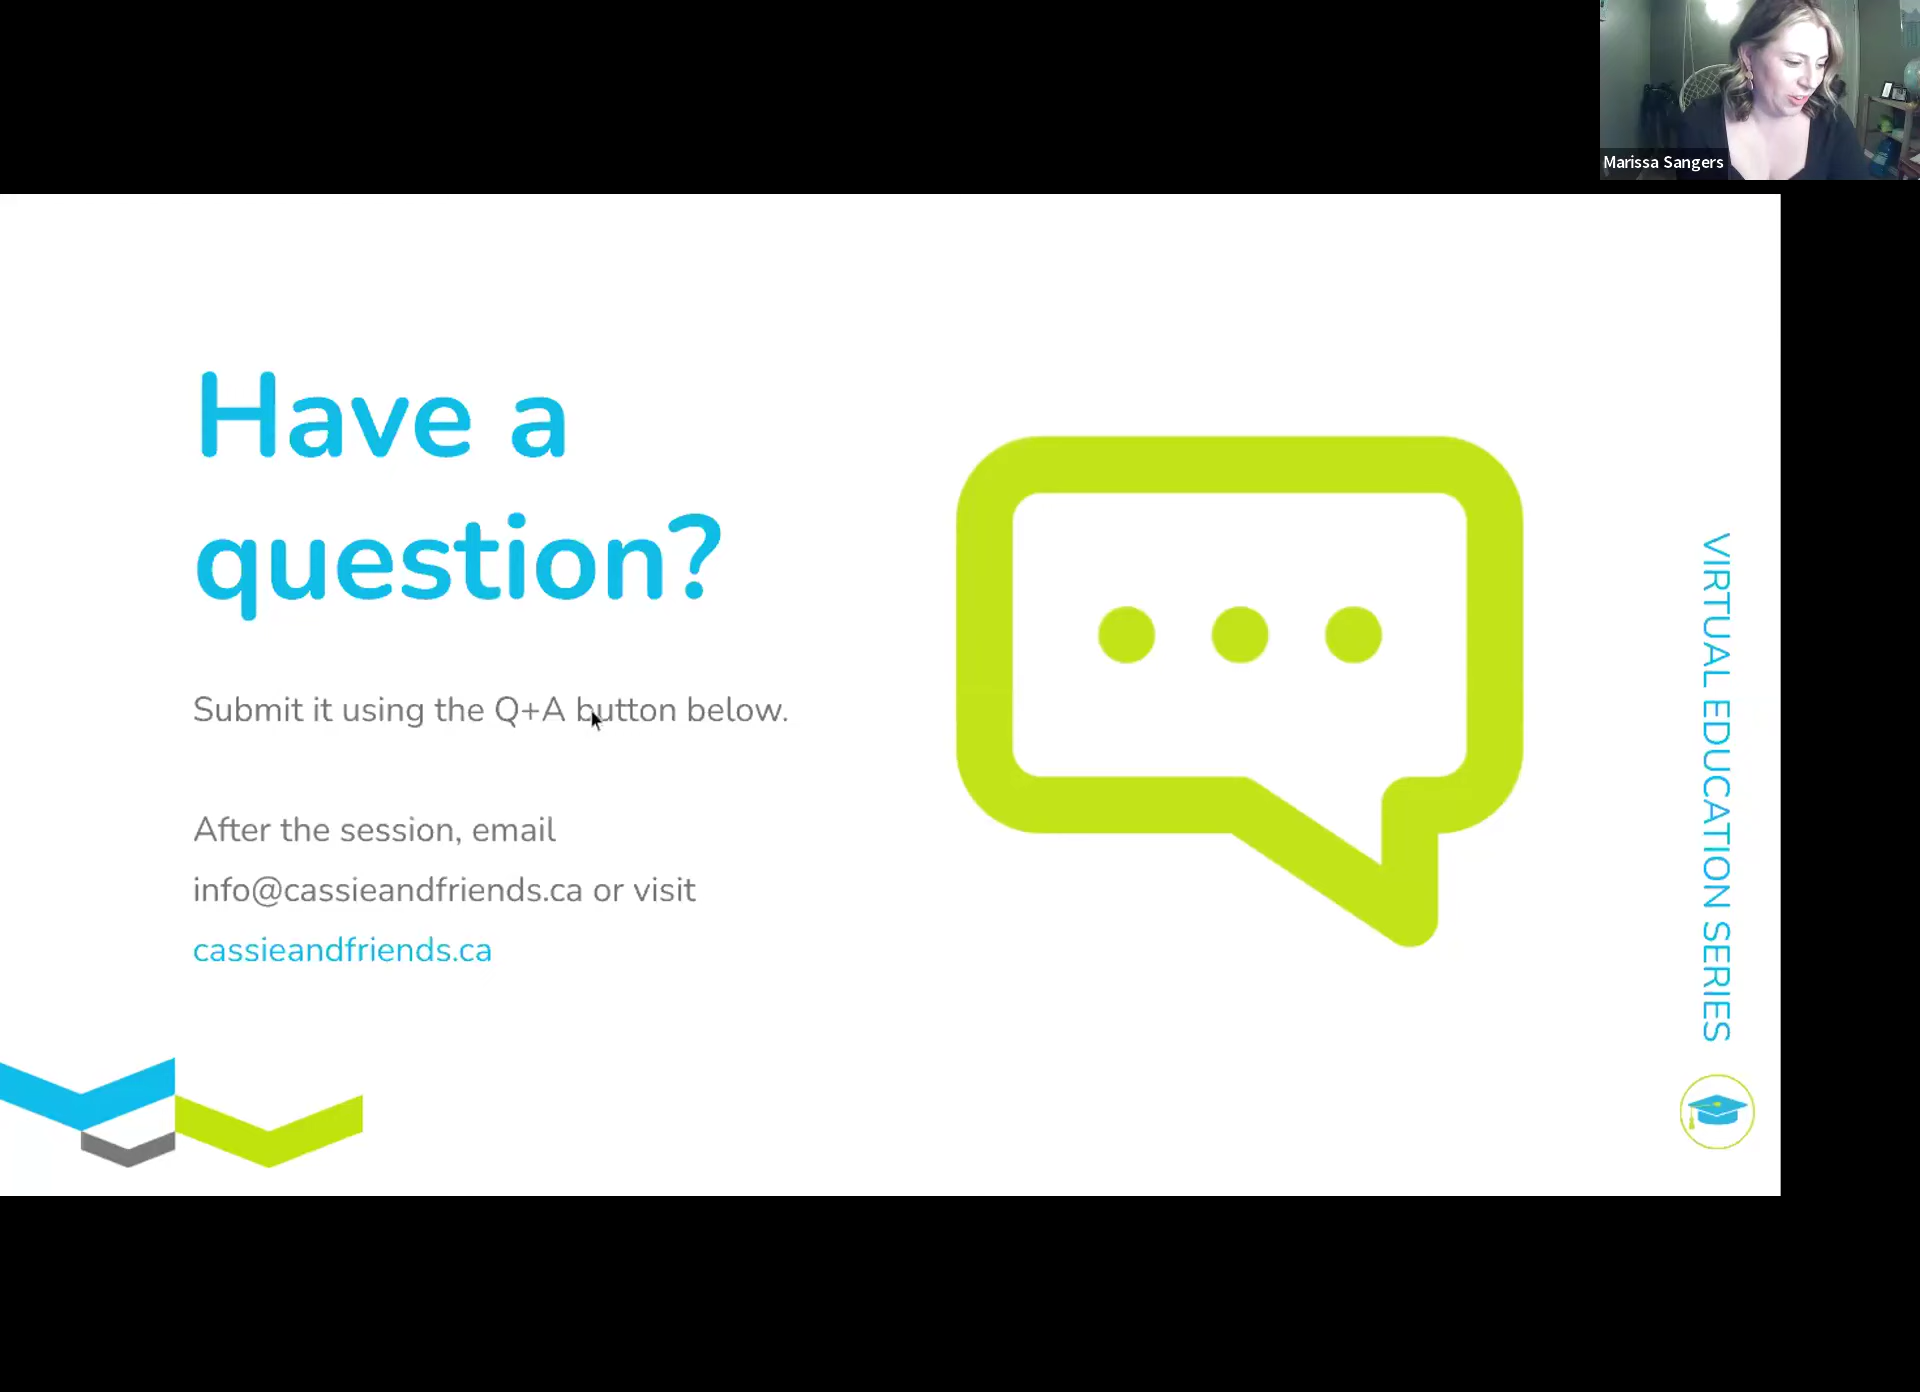 Marissa Sangers
Have a
question?
Submit it using the Q+A button below.
After the session, email
info@cassieandfriends.ca or visit
cassieandfriends.ca
VIRTUAL EDUCATION SERIES